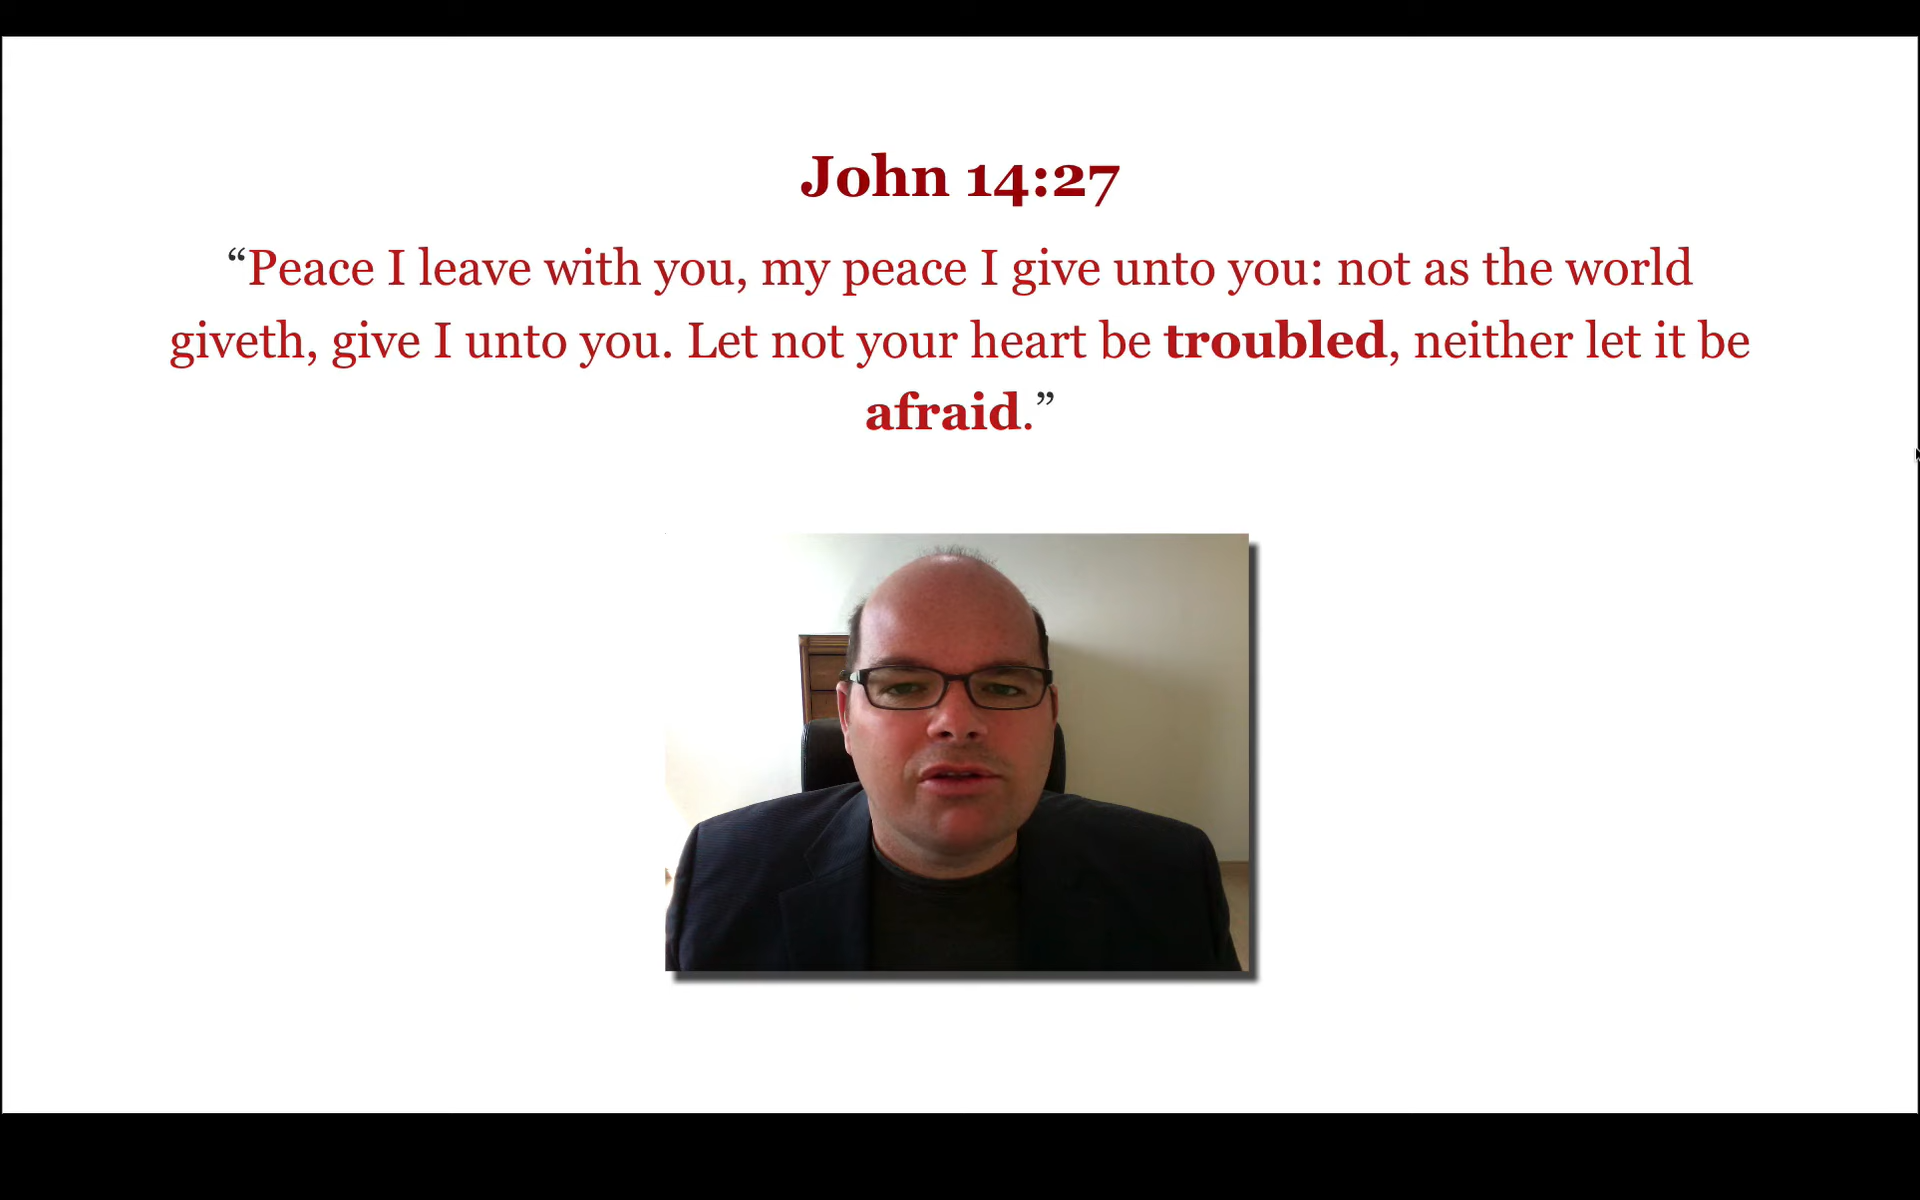 John 14:27
“Peace I leave with you, my peace I give unto you: not as the world
giveth, give I unto you. Let not your heart be troubled, neither let it be
afraid.”